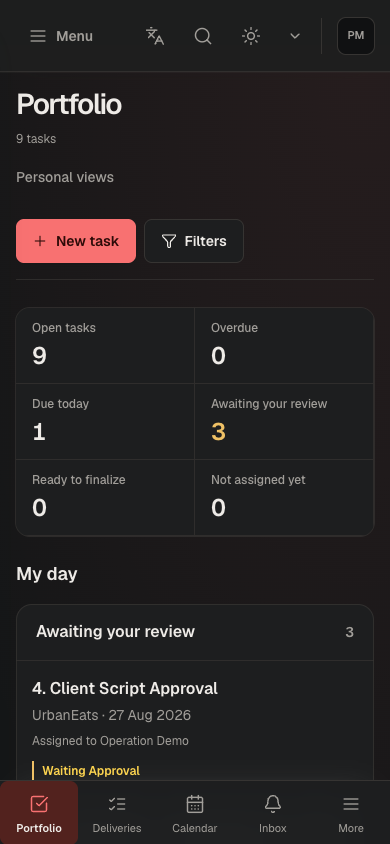 Menu
PM
Portfolio
9 tasks
Personal views
New task
Filters
Open tasks
9
Overdue
0
Due today
1
Awaiting your review
3
Ready to finalize
0
Not assigned yet
0
My day
Awaiting your review
3
4. Client Script Approval
UrbanEats · 27 Aug 2026
Assigned to Operation Demo
Waiting Approval
Portfolio
Deliveries
Calendar
Inbox
More